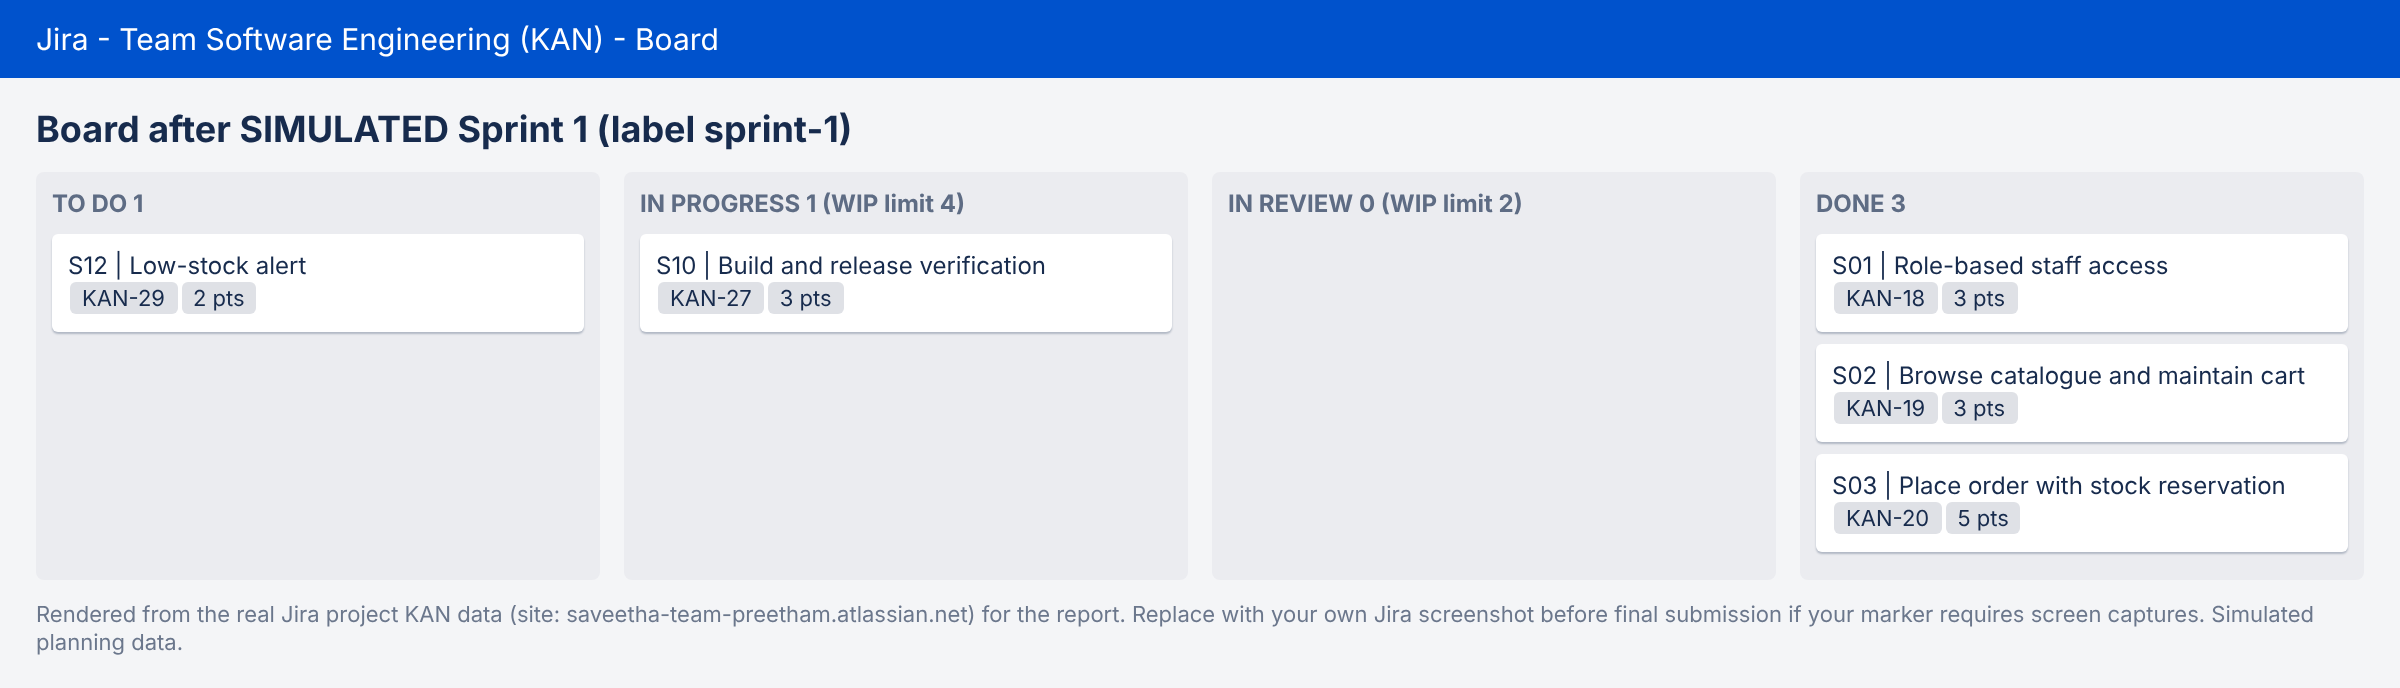 Jira - Team Software Engineering (KAN) - Board
Board after SIMULATED Sprint 1 (label sprint-1)
TO DO 1
S12 | Low-stock alert
KAN-29 2 pts
IN PROGRESS 1 (WIP limit 4)
S10 | Build and release verification
KAN-27 3 pts
IN REVIEW 0 (WIP limit 2)
DONE 3
S01 | Role-based staff access
KAN-18 3 pts
S02 | Browse catalogue and maintain cart
KAN-19 3 pts
S03 | Place order with stock reservation
KAN-20 5 pts
Rendered from the real Jira project KAN data (site: saveetha-team-preetham.atlassian.net) for the report. Replace with your own Jira screenshot before final submission if your marker requires screen captures. Simulated
planning data.